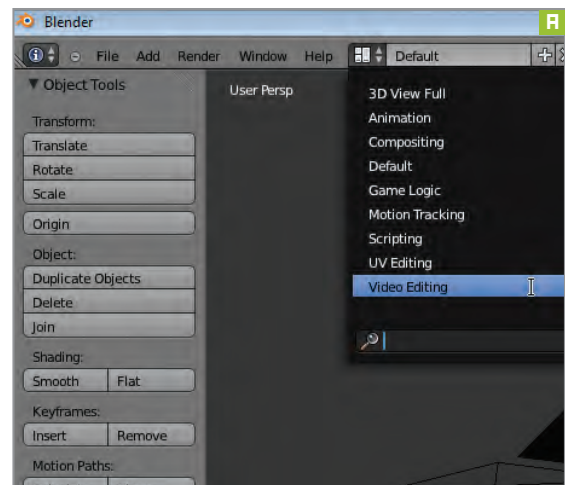 Blender
A
File Add Render Window Help Default
Object Tools
User Persp
Transform:
Translate
Rotate
Scale
Origin
Object:
Duplicate Objects
Delete
Join
Shading:
Smooth Flat
Keyframes:
Insert Remove
Motion Paths:
3D View Full
Animation
Compositing
Default
Game Logic
Motion Tracking
Scripting
UV Editing
Video Editing